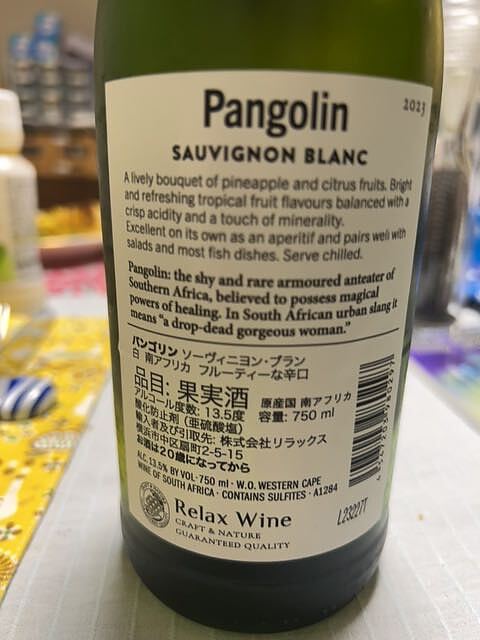 Pangolin
2023
SAUVIGNON BLANC
A lively bouquet of pineapple and citrus fruits. Bright
and refreshing tropical fruit flavours balanced with a
crisp acidity and a touch of minerality.
Excellent on its own as an aperitif and pairs well with
salads and most fish dishes. Serve chilled.
Pangolin: the shy and rare armoured anteater of
Southern Africa, believed to possess magical
powers of healing. In South African urban slang it
means “a drop-dead gorgeous woman.”
パンゴリン ソーヴィニヨン・ブラン
白 南アフリカ フルーティーな辛口
品目: 果実酒 原産国 南アフリカ
アルコール度数: 13.5度 容量: 750 ml
酸化防止剤（亜硫酸塩）
輸入者及び引取先: 株式会社リラックス
横浜市中区扇町2-5-15
お酒は20歳になってから
ALC. 13.5% BY VOL · 750 ml · W.O. WESTERN CAPE
WINE OF SOUTH AFRICA · CONTAINS SULFITES · A1284
L23227T
Relax Wine
CRAFT & NATURE
GUARANTEED QUALITY